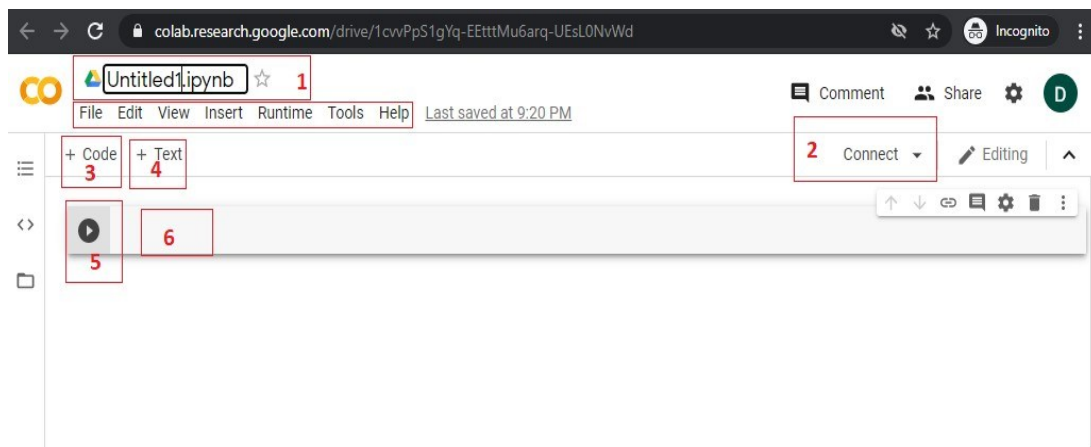 colab.research.google.com/drive/1cvvPpS1gYq-EEtttMu6arq-UEsL0NvWd Incognito
Untitled1.ipynb 1
Comment Share D
File Edit View Insert Runtime Tools Help Last saved at 9:20 PM
+ Code + Text 2 Connect Editing
3 4
6
5